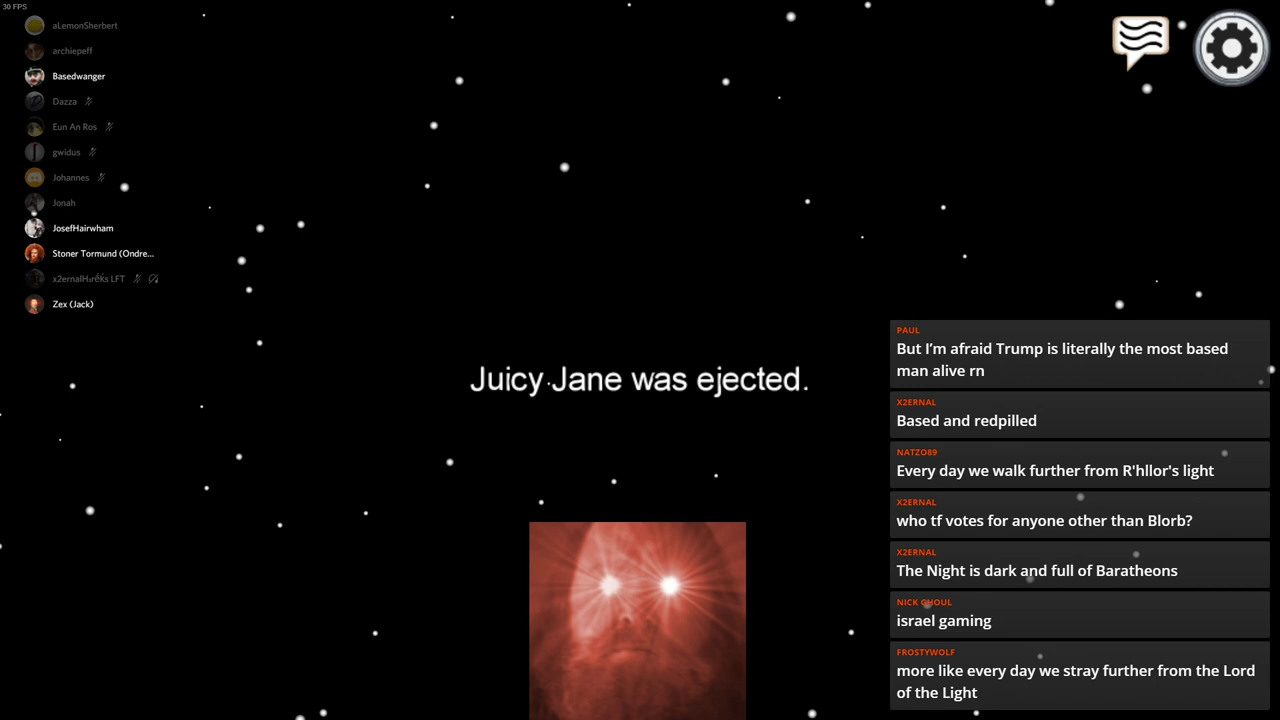 30 FPS
aLemonSherbert
archiepeff
Basedwanger
Dazza
Eun An Ros
gwidus
Johannes
Jonah
JosefHairwham
Stoner Tormund (Ondre...
LFT
Zex (Jack)
Juicy Jane was ejected.
PAUL
But I’m afraid Trump is literally the most based
man alive rn
X2ERNAL
Based and redpilled
NATZO89
Every day we walk further from R'hllor's light
X2ERNAL
who tf votes for anyone other than Blorb?
X2ERNAL
The Night is dark and full of Baratheons
NICK GHOUL
israel gaming
FROSTYWOLF
more like every day we stray further from the Lord
of the Light